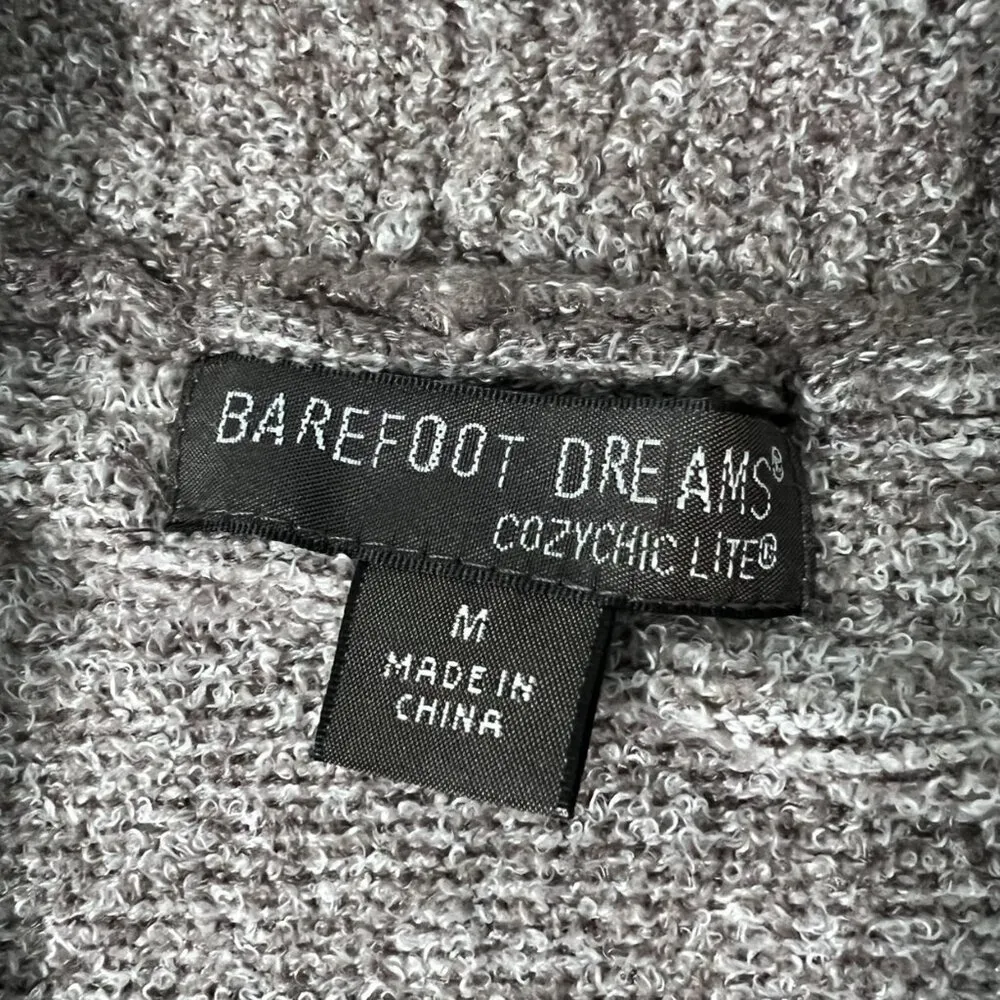 BAREFOOT DREAMS®
COZYCHIC LITE®
M
MADE IN
CHINA